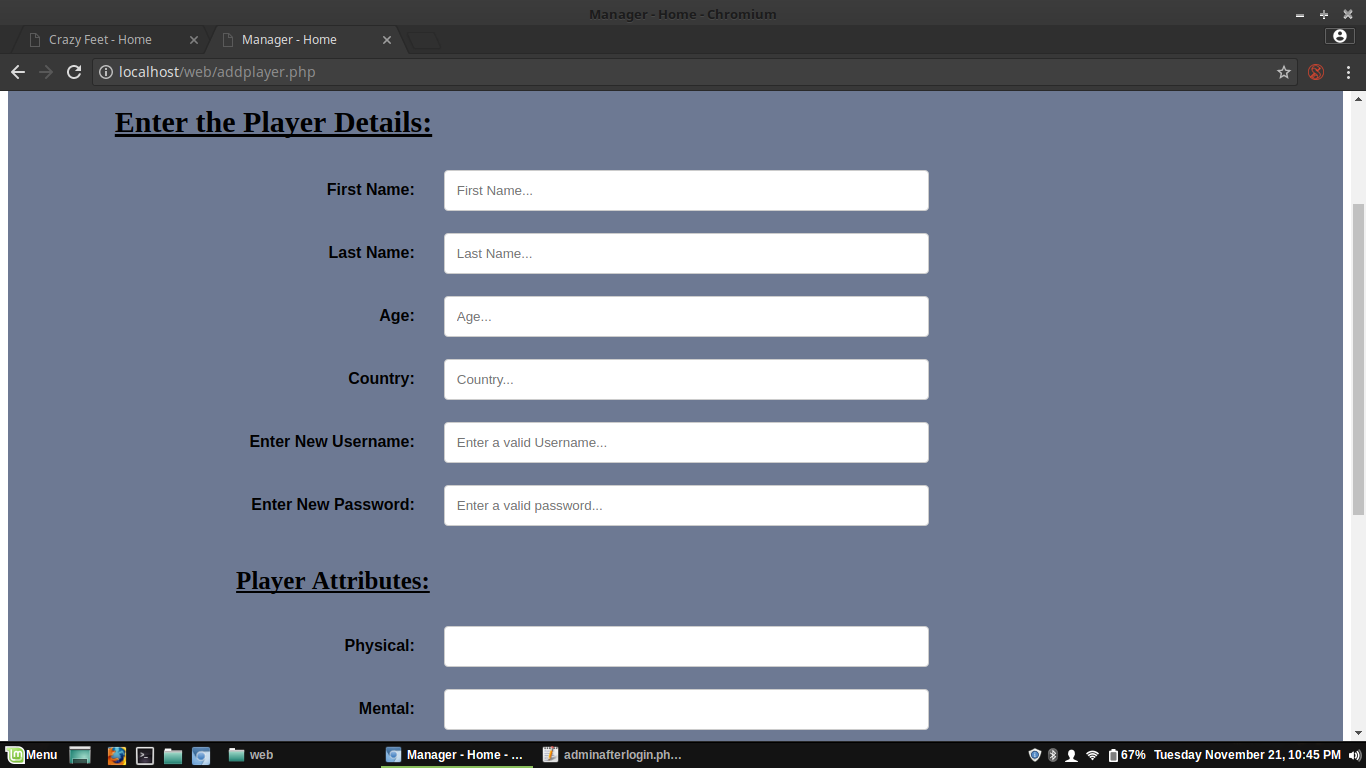 Manager - Home - Chromium
Crazy Feet - Home
Manager - Home
localhost/web/addplayer.php
Enter the Player Details:
First Name: First Name...
Last Name: Last Name...
Age: Age...
Country: Country...
Enter New Username: Enter a valid Username...
Enter New Password: Enter a valid password...
Player Attributes:
Physical:
Mental:
Menu web Manager - Home - ... adminafterlogin.ph... 67% Tuesday November 21, 10:45 PM